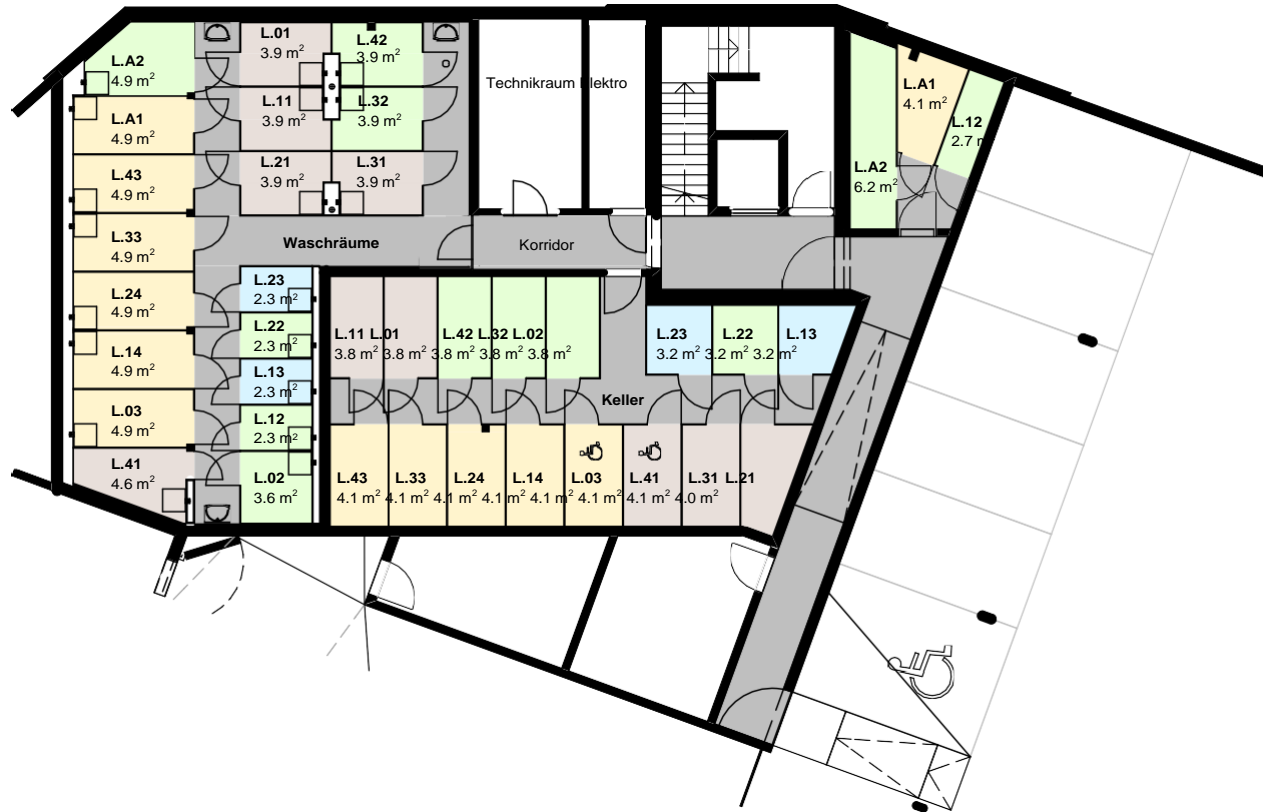 L.A2
4.9 m²
L.A1
4.9 m²
L.43
4.9 m²
L.33
4.9 m²
L.24
4.9 m²
L.14
4.9 m²
L.03
4.9 m²
L.41
4.6 m²
L.01
3.9 m²
L.42
3.9 m²
L.11
3.9 m²
L.32
3.9 m²
L.21
3.9 m²
L.31
3.9 m²
Waschräume
L.23
2.3 m²
L.22
2.3 m²
L.13
2.3 m²
L.12
2.3 m²
L.02
3.6 m²
Technikraum Elektro
Korridor
L.A2
6.2 m²
L.A1
4.1 m²
L.12
2.7 m
L.11 L.01 L.42 L.32 L.02
3.8 m² 3.8 m² 3.8 m² 3.8 m² 3.8 m²
L.23 L.22 L.13
3.2 m² 3.2 m² 3.2 m²
Keller
L.43 L.33 L.24 L.14 L.03 L.41 L.31 L.21
4.1 m² 4.1 m² 4.1 m² 4.1 m² 4.1 m² 4.1 m² 4.0 m²